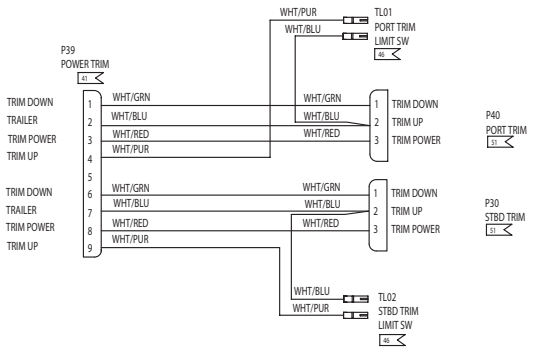 WHT/PUR
TL01
PORT TRIM
LIMIT SW
46
WHT/BLU
P39
POWER TRIM
41
TRIM DOWN 1 WHT/GRN WHT/GRN 1 TRIM DOWN
TRAILER 2 WHT/BLU WHT/BLU 2 TRIM UP
TRIM POWER 3 WHT/RED WHT/RED 3 TRIM POWER
TRIM UP 4 WHT/PUR
P40
PORT TRIM
51
5
TRIM DOWN 6 WHT/GRN WHT/GRN 1 TRIM DOWN
TRAILER 7 WHT/BLU WHT/BLU 2 TRIM UP
TRIM POWER 8 WHT/RED WHT/RED 3 TRIM POWER
TRIM UP 9 WHT/PUR
P30
STBD TRIM
51
WHT/BLU
TL02
WHT/PUR
STBD TRIM
LIMIT SW
46